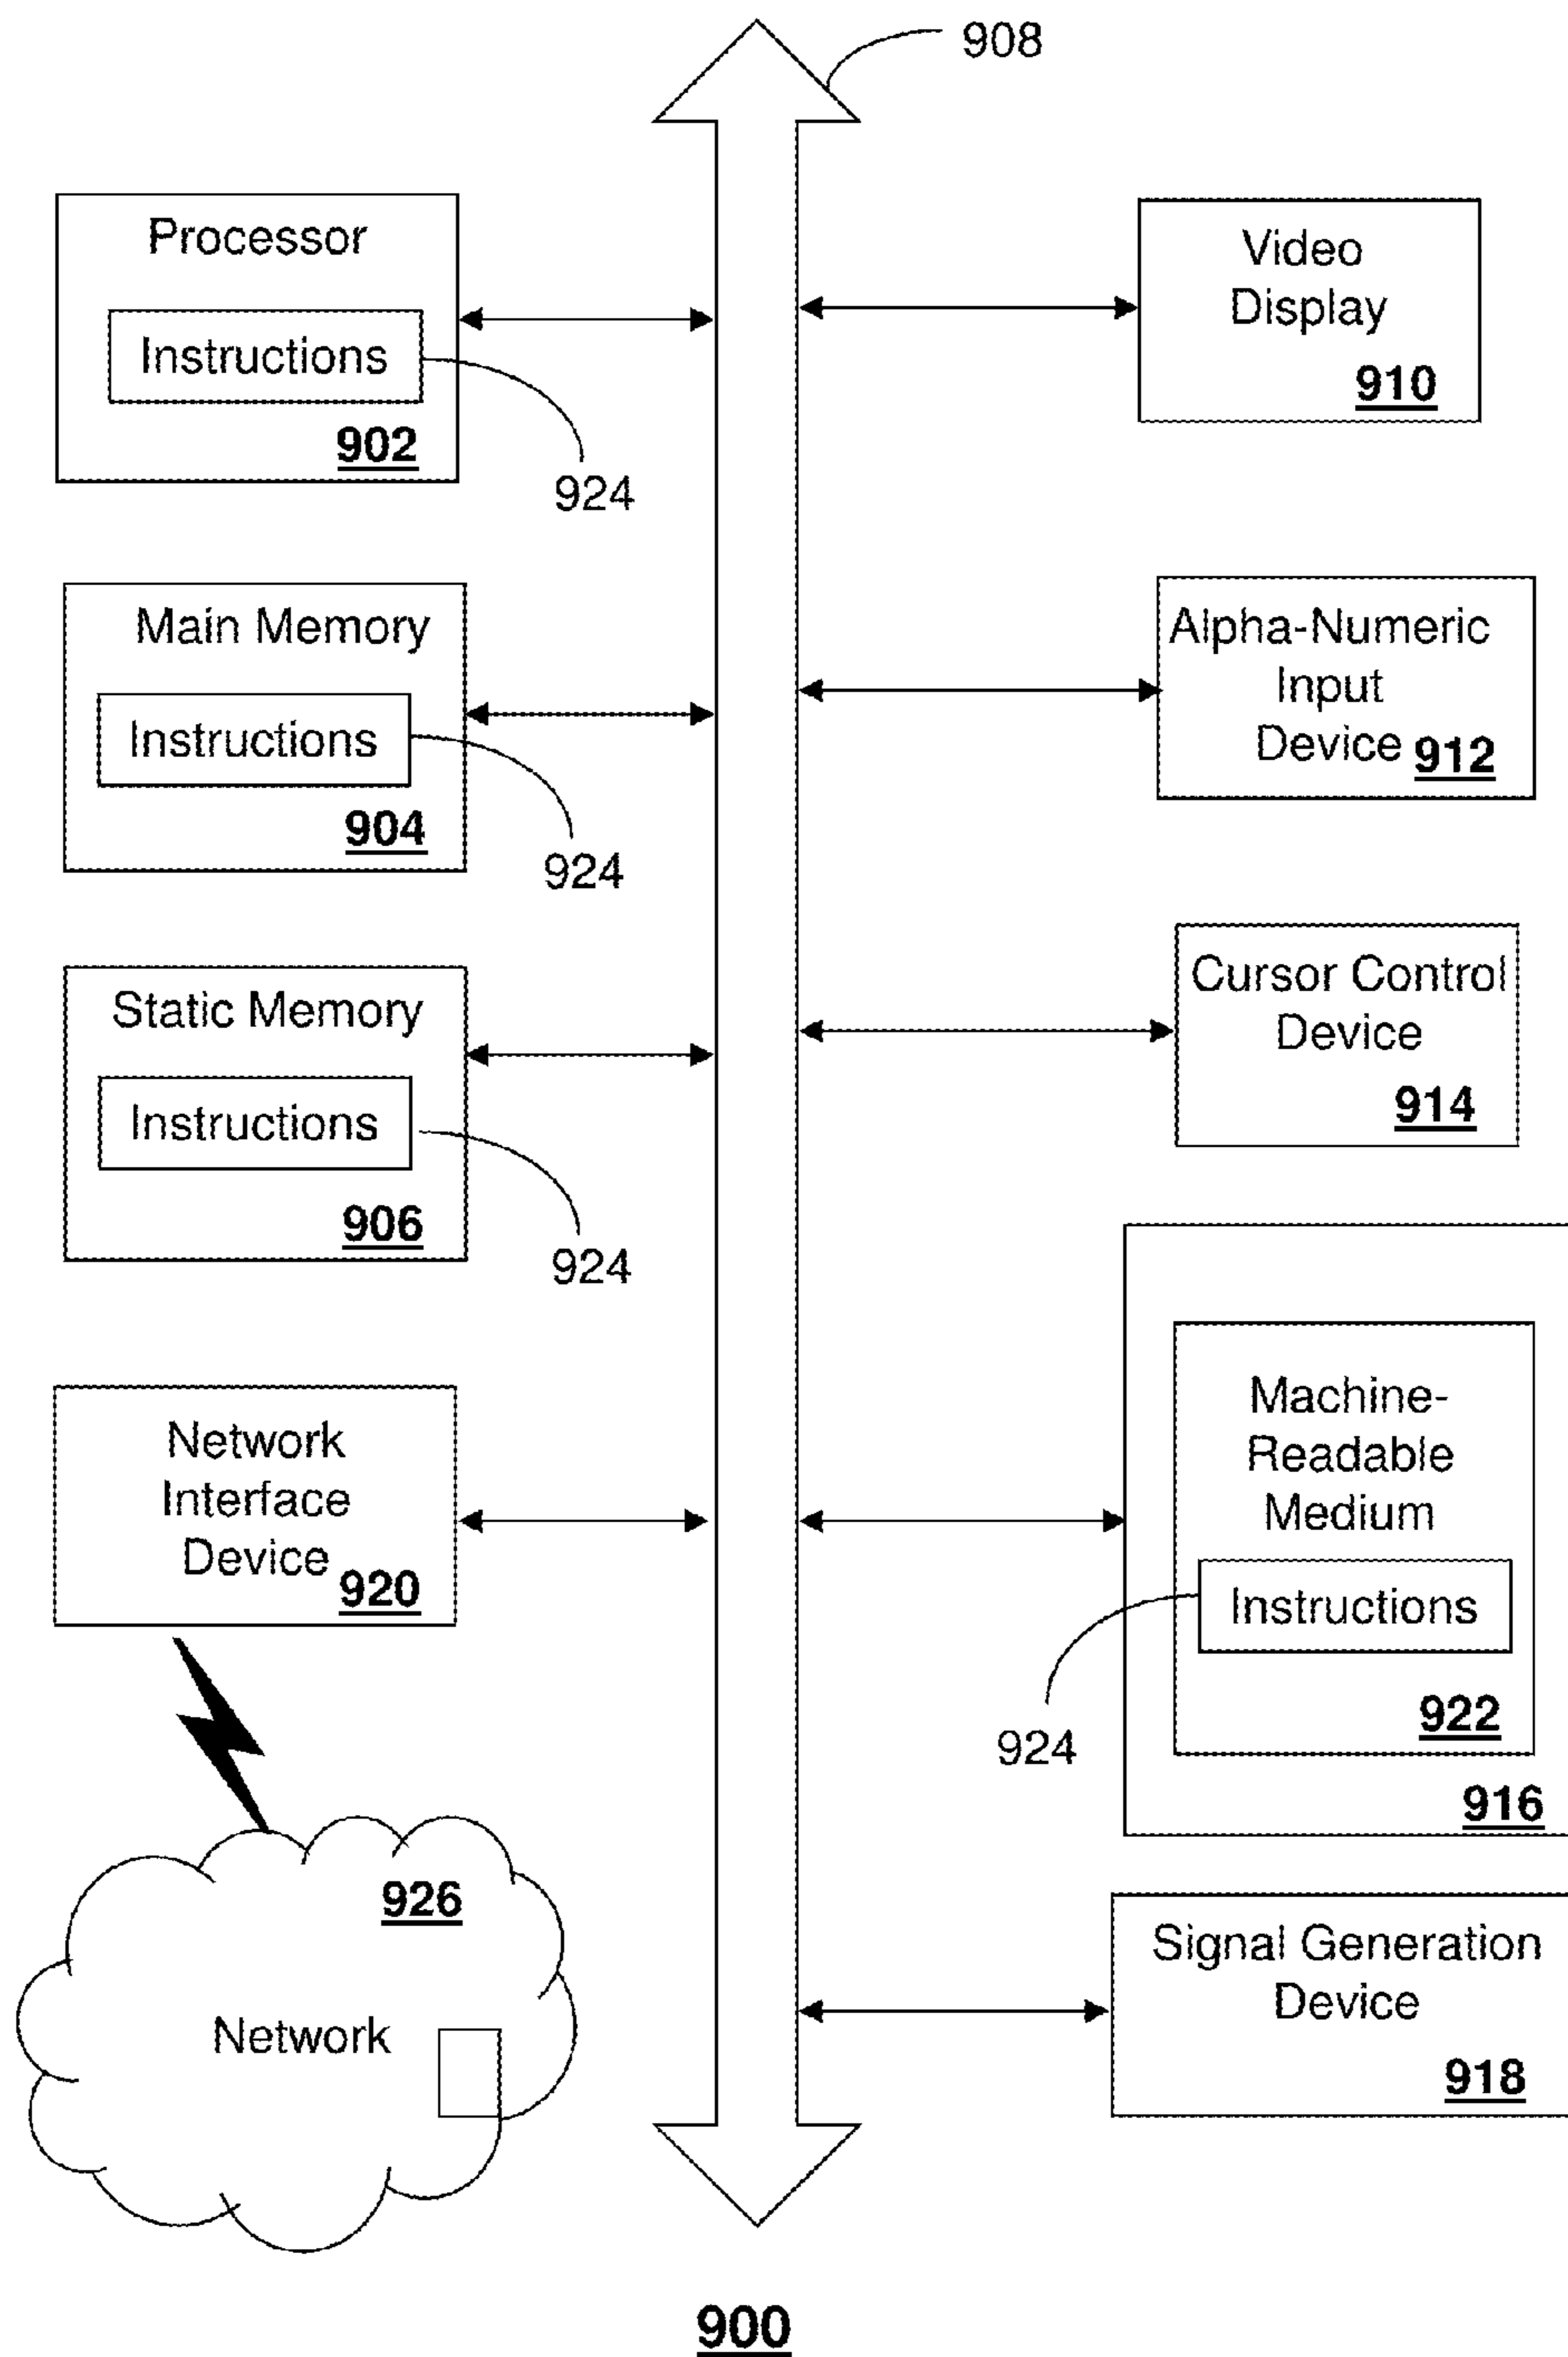 908
Processor
Instructions
902
924
Main Memory
Instructions
904
924
Static Memory
Instructions
906
924
Network
Interface
Device
920
926
Network
Video
Display
910
Alpha-Numeric
Input
Device 912
Cursor Control
Device
914
Machine-
Readable
Medium
Instructions
922
924
916
Signal Generation
Device
918
900